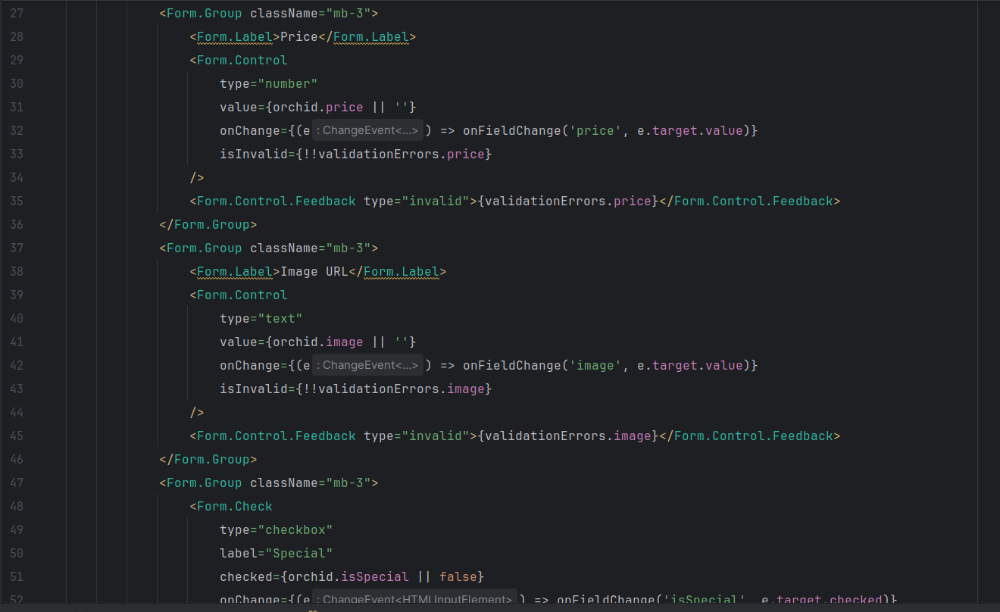 27 <Form.Group className="mb-3">
28 <Form.Label>Price</Form.Label>
29 <Form.Control
30 type="number"
31 value={orchid.price || ''}
32 onChange={(e : ChangeEvent<...> ) => onFieldChange('price', e.target.value)}
33 isInvalid={!!validationErrors.price}
34 />
35 <Form.Control.Feedback type="invalid">{validationErrors.price}</Form.Control.Feedback>
36 </Form.Group>
37 <Form.Group className="mb-3">
38 <Form.Label>Image URL</Form.Label>
39 <Form.Control
40 type="text"
41 value={orchid.image || ''}
42 onChange={(e : ChangeEvent<...> ) => onFieldChange('image', e.target.value)}
43 isInvalid={!!validationErrors.image}
44 />
45 <Form.Control.Feedback type="invalid">{validationErrors.image}</Form.Control.Feedback>
46 </Form.Group>
47 <Form.Group className="mb-3">
48 <Form.Check
49 type="checkbox"
50 label="Special"
51 checked={orchid.isSpecial || false}
52 onChange={(e : ChangeEvent<HTMLInputElement> ) => onFieldChange('isSpecial', e.target.checked)}